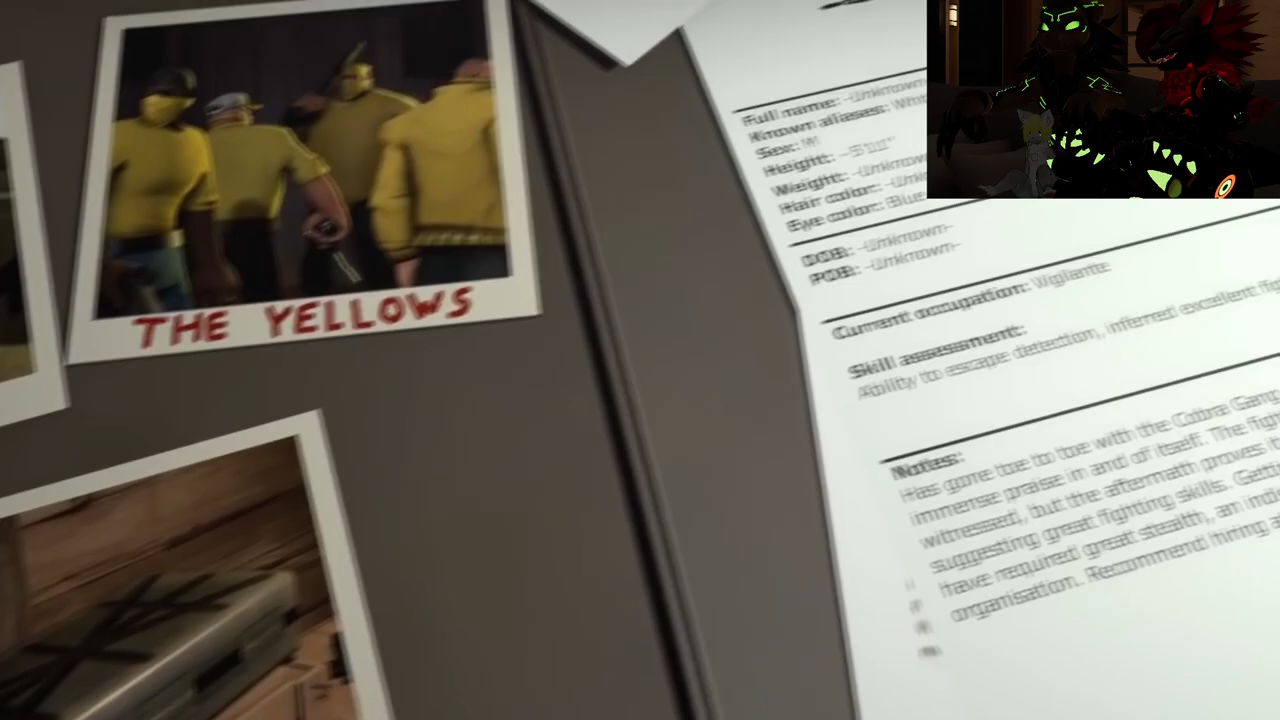 THE YELLOWS
Full name: -Unknown
Known aliases:
Sex: M
Height: ~5'11"
Weight: -Unknown
Hair color: -Unknown
Eye color: Blue
DOB: -Unknown-
POB: -Unknown-
Current occupation: Vigilante
Skill assessment:
Ability to escape detection, inferred excellent
Notes:
Has gone toe to toe with the Cobra Gang
immense praise in and of itself. The
witnessed, but the aftermath proves
suggesting great fighting skills.
have required great stealth, an
organisation. Recommend hiring